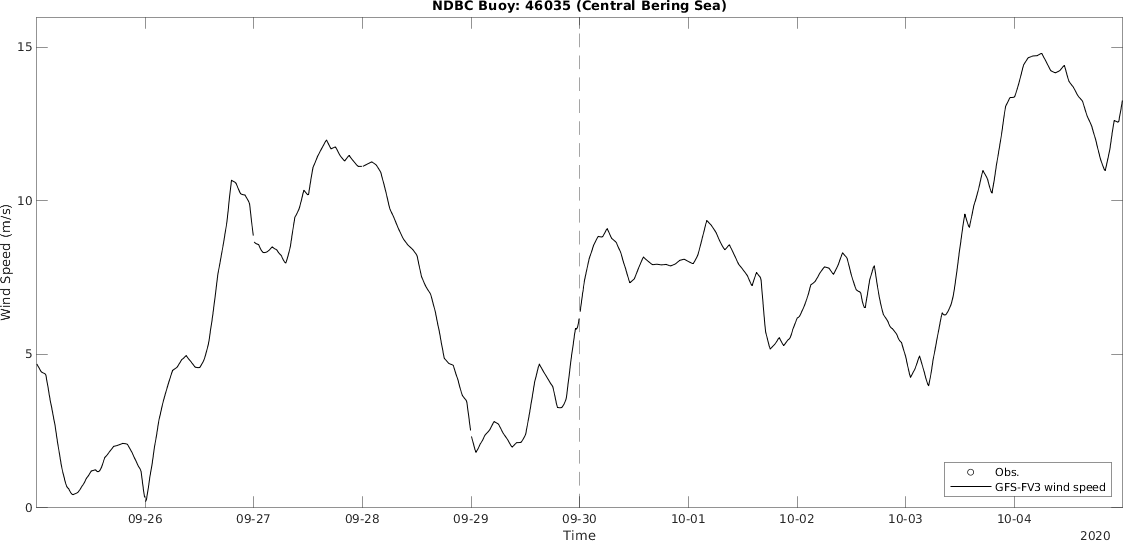 NDBC Buoy: 46035 (Central Bering Sea)
15
10
5
0
Wind Speed (m/s)
09-26 09-27 09-28 09-29 09-30 10-01 10-02 10-03 10-04
Time
2020
Obs.
GFS-FV3 wind speed